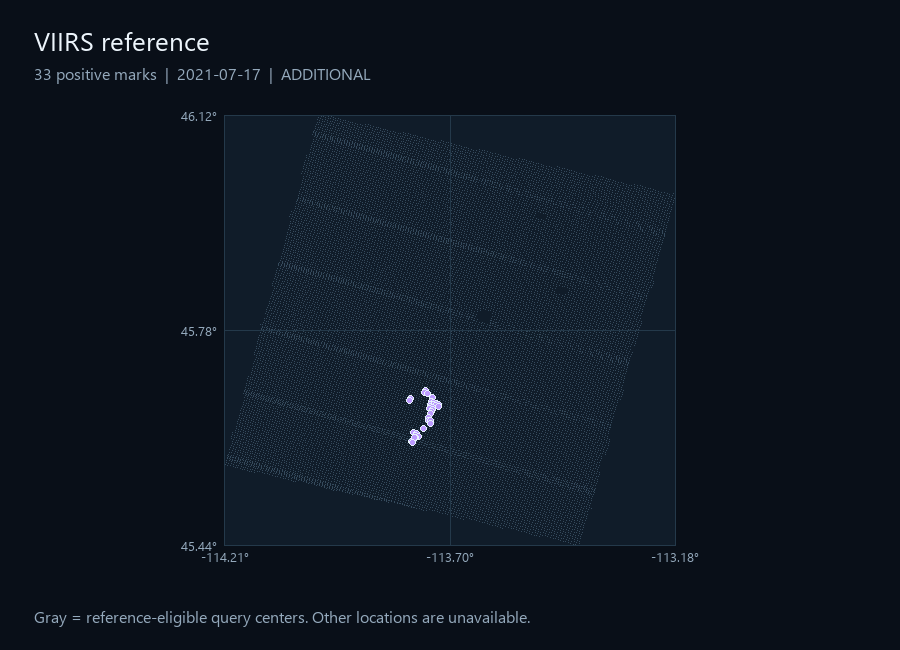 VIIRS reference
33 positive marks | 2021-07-17 | ADDITIONAL
46.12°
45.78°
45.44°
-114.21° -113.70° -113.18°
Gray = reference-eligible query centers. Other locations are unavailable.